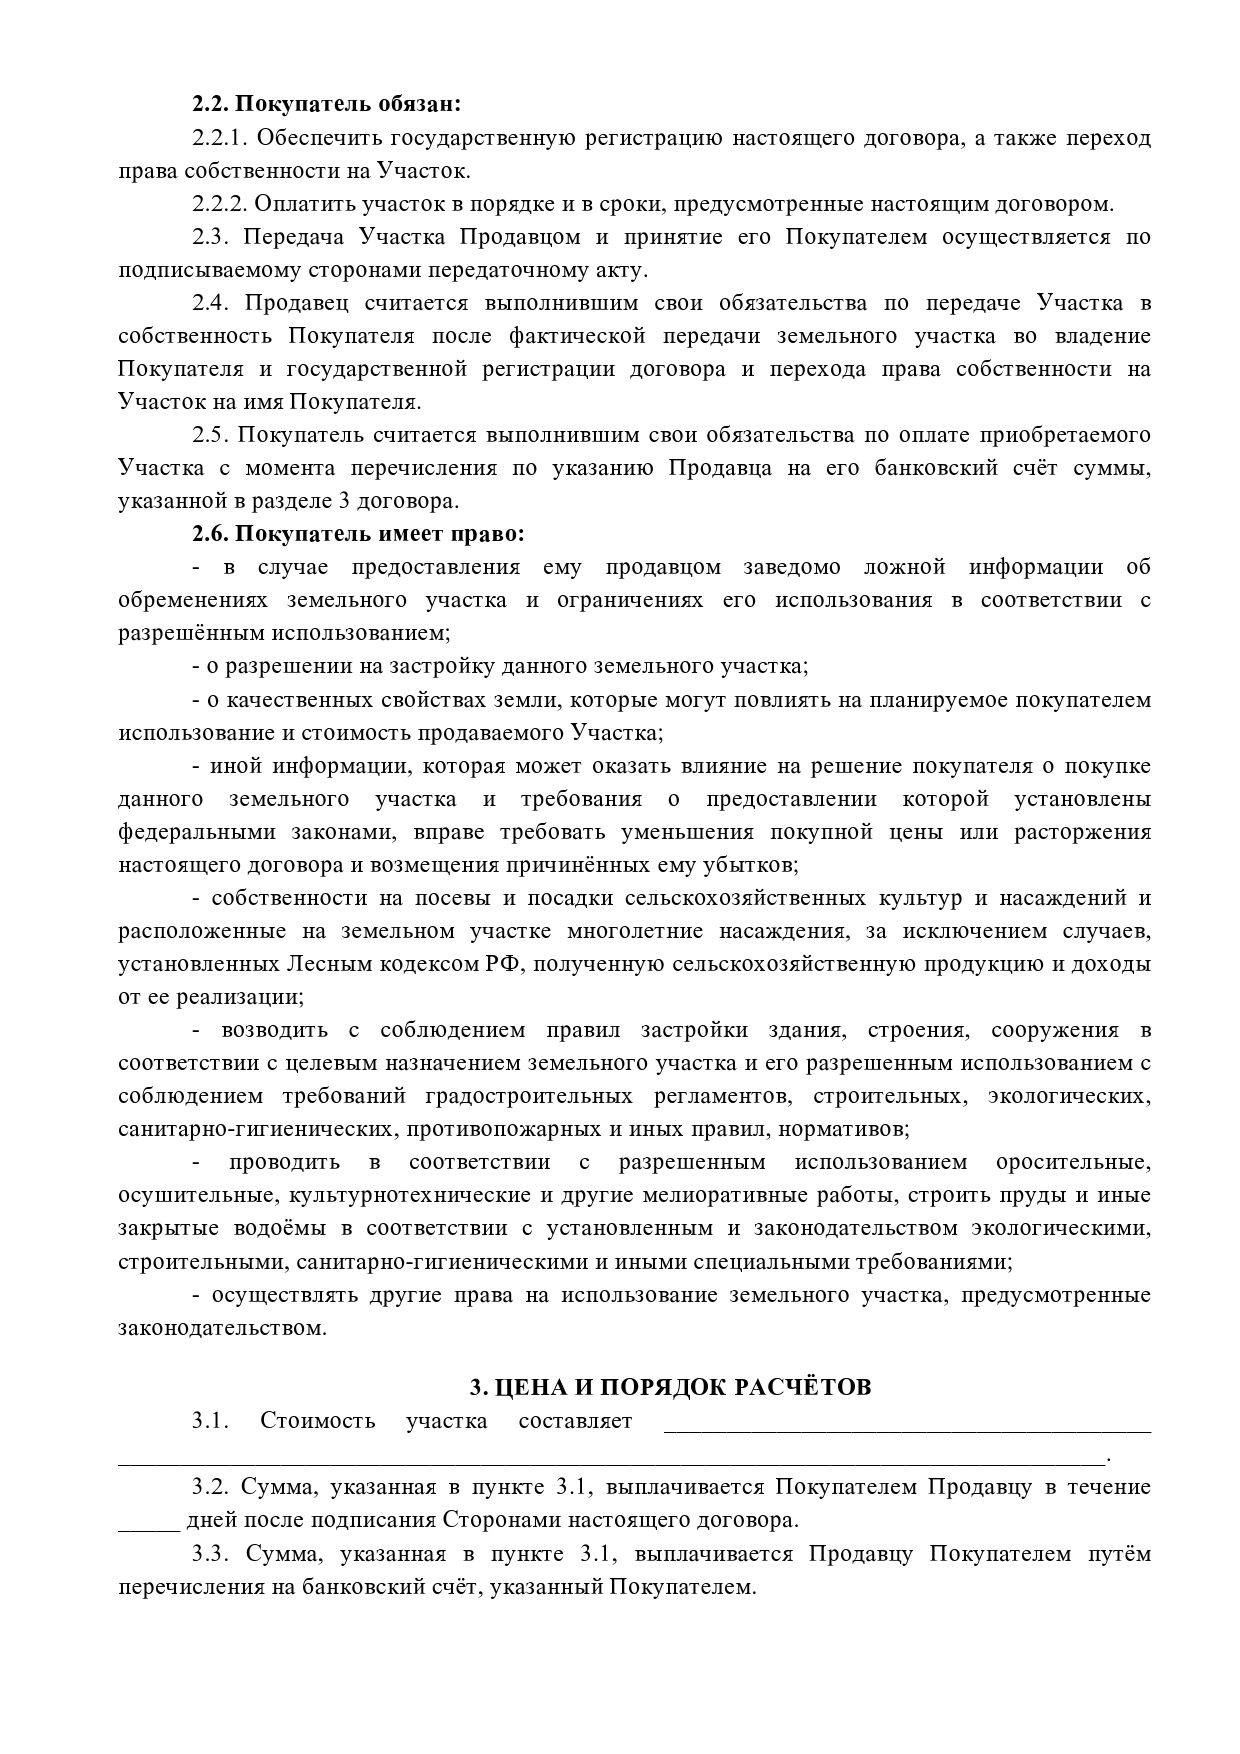 2.2. Покупатель обязан:
2.2.1. Обеспечить государственную регистрацию настоящего договора, а также переход
права собственности на Участок.
2.2.2. Оплатить участок в порядке и в сроки, предусмотренные настоящим договором.
2.3. Передача Участка Продавцом и принятие его Покупателем осуществляется по
подписываемому сторонами передаточному акту.
2.4. Продавец считается выполнившим свои обязательства по передаче Участка в
собственность Покупателя после фактической передачи земельного участка во владение
Покупателя и государственной регистрации договора и перехода права собственности на
Участок на имя Покупателя.
2.5. Покупатель считается выполнившим свои обязательства по оплате приобретаемого
Участка с момента перечисления по указанию Продавца на его банковский счёт суммы,
указанной в разделе 3 договора.
2.6. Покупатель имеет право:
- в случае предоставления ему продавцом заведомо ложной информации об
обременениях земельного участка и ограничениях его использования в соответствии с
разрешённым использованием;
- о разрешении на застройку данного земельного участка;
- о качественных свойствах земли, которые могут повлиять на планируемое покупателем
использование и стоимость продаваемого Участка;
- иной информации, которая может оказать влияние на решение покупателя о покупке
данного земельного участка и требования о предоставлении которой установлены
федеральными законами, вправе требовать уменьшения покупной цены или расторжения
настоящего договора и возмещения причинённых ему убытков;
- собственности на посевы и посадки сельскохозяйственных культур и насаждений и
расположенные на земельном участке многолетние насаждения, за исключением случаев,
установленных Лесным кодексом РФ, полученную сельскохозяйственную продукцию и доходы
от ее реализации;
- возводить с соблюдением правил застройки здания, строения, сооружения в
соответствии с целевым назначением земельного участка и его разрешенным использованием с
соблюдением требований градостроительных регламентов, строительных, экологических,
санитарно-гигиенических, противопожарных и иных правил, нормативов;
- проводить в соответствии с разрешенным использованием оросительные,
осушительные, культурнотехнические и другие мелиоративные работы, строить пруды и иные
закрытые водоёмы в соответствии с установленным и законодательством экологическими,
строительными, санитарно-гигиеническими и иными специальными требованиями;
- осуществлять другие права на использование земельного участка, предусмотренные
законодательством.
3. ЦЕНА И ПОРЯДОК РАСЧЁТОВ
3.1. Стоимость участка составляет _______________________________________
_______________________________________________________________________________.
3.2. Сумма, указанная в пункте 3.1, выплачивается Покупателем Продавцу в течение
_____ дней после подписания Сторонами настоящего договора.
3.3. Сумма, указанная в пункте 3.1, выплачивается Продавцу Покупателем путём
перечисления на банковский счёт, указанный Покупателем.